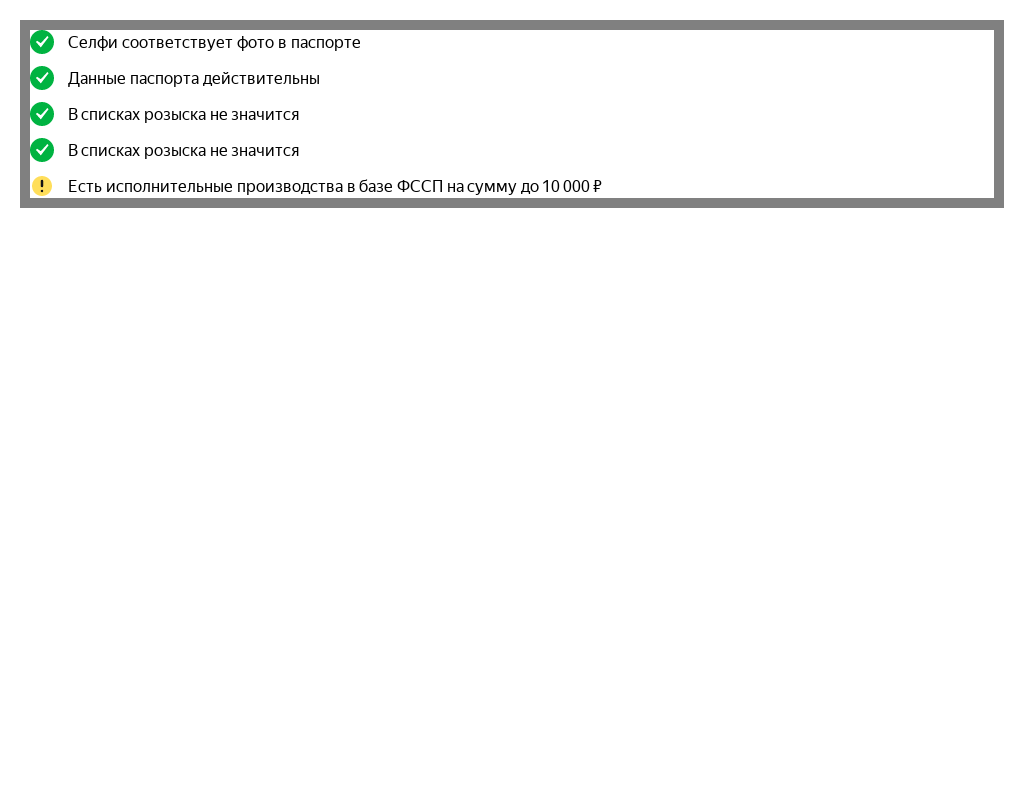 Селфи соответствует фото в паспорте
Данные паспорта действительны
В списках розыска не значится
В списках розыска не значится
Есть исполнительные производства в базе ФССП на сумму до 10 000 ₽